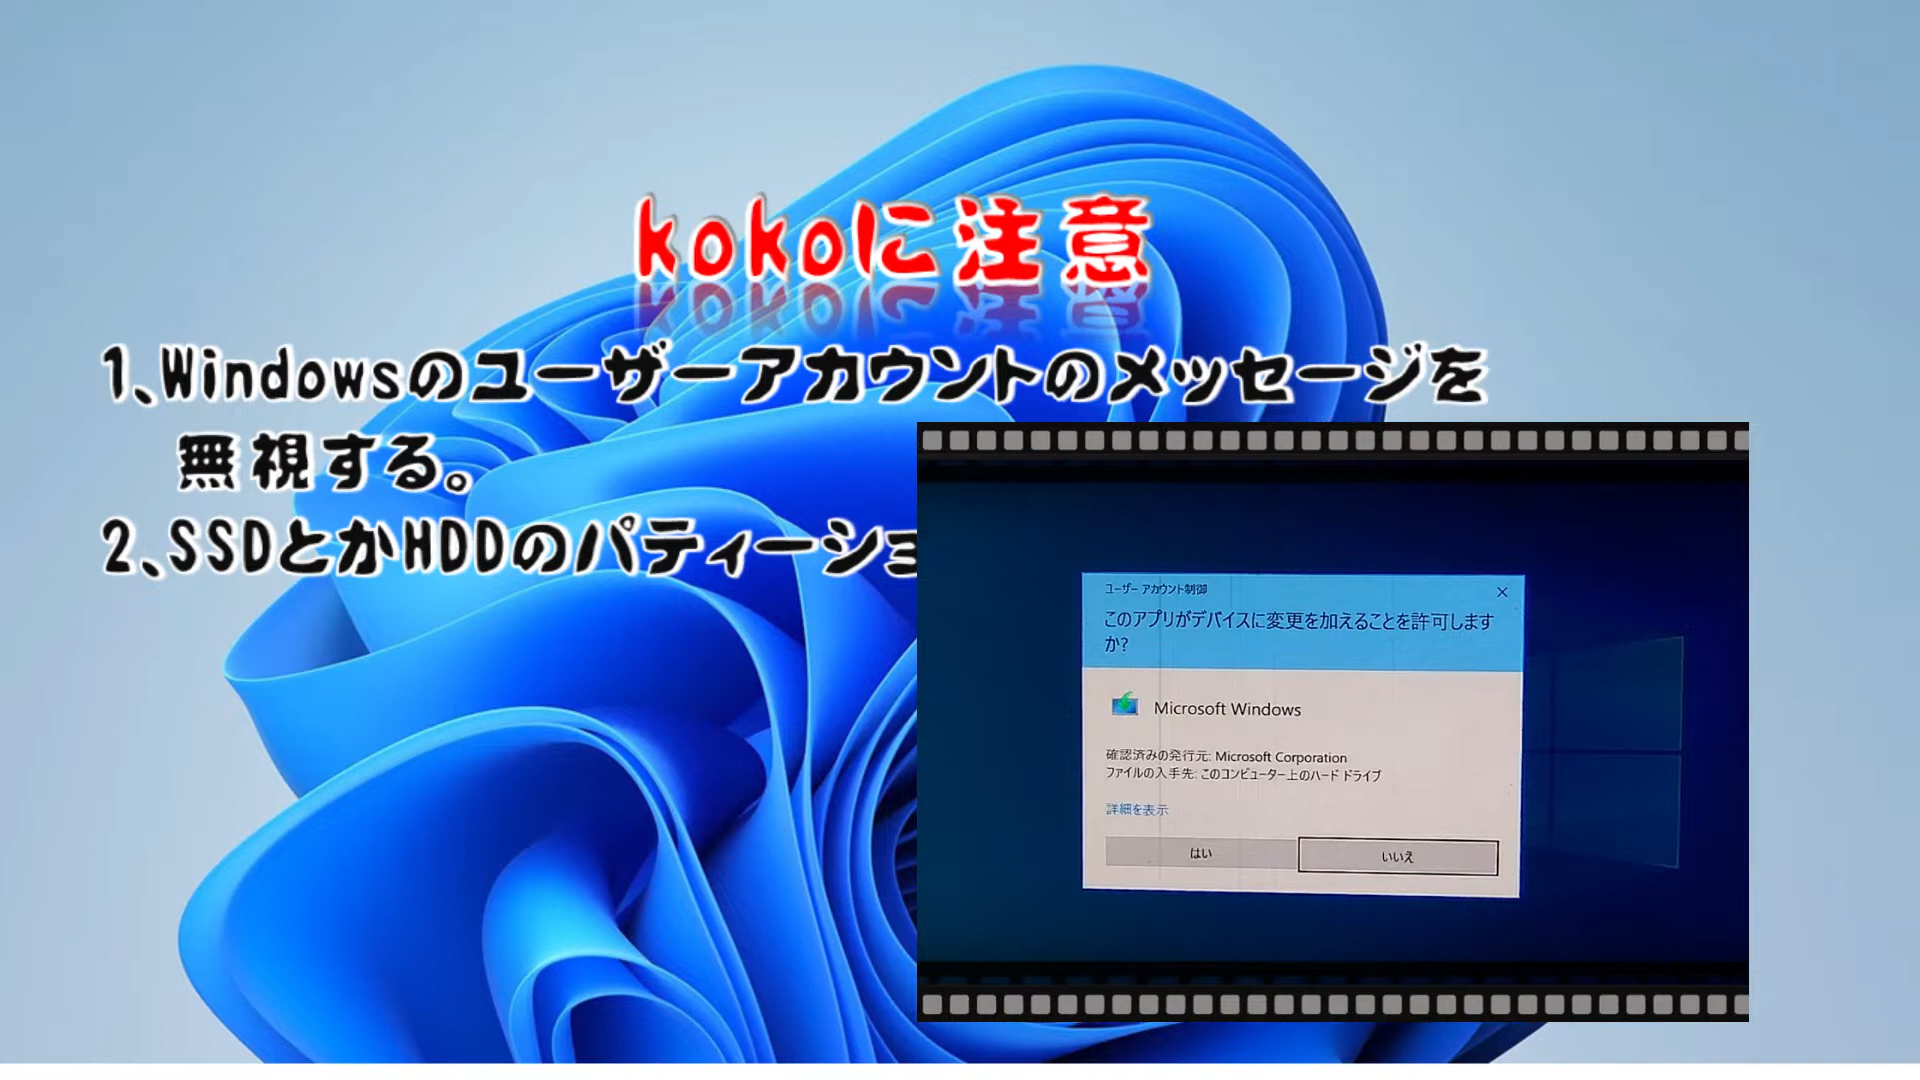 kokoに注意
1、Windowsのユーザーアカウントのメッセージを
無視する。
2、SSDとかHDDのパティーショ
ユーザー アカウント制御
このアプリがデバイスに変更を加えることを許可します
か?
Microsoft Windows
確認済みの発行元: Microsoft Corporation
ファイルの入手先: このコンピューター上のハード ドライブ
詳細を表示
はい
いいえ